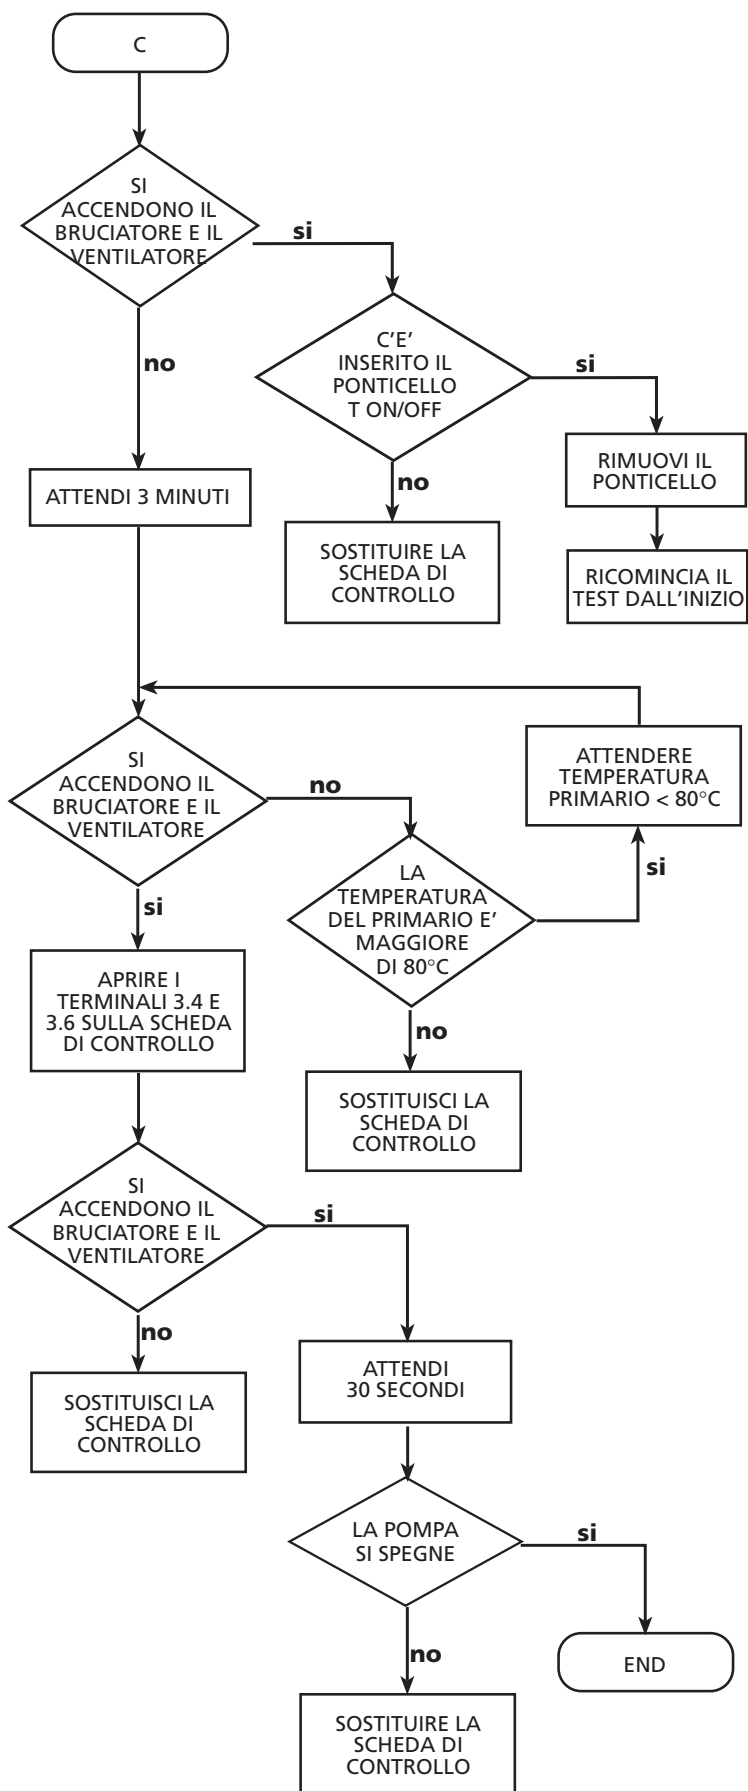 C
SI
ACCENDONO IL
BRUCIATORE E IL
VENTILATORE
si
no
C'E'
INSERITO IL
PONTICELLO
T ON/OFF
si
no
RIMUOVI IL
PONTICELLO
ATTENDI 3 MINUTI
SOSTITUIRE LA
SCHEDA DI
CONTROLLO
RICOMINCIA IL
TEST DALL'INIZIO
SI
ACCENDONO IL
BRUCIATORE E IL
VENTILATORE
no
si
ATTENDERE
TEMPERATURA
PRIMARIO < 80°C
LA
TEMPERATURA
DEL PRIMARIO E'
MAGGIORE
DI 80°C
si
no
APRIRE I
TERMINALI 3.4 E
3.6 SULLA SCHEDA
DI CONTROLLO
SOSTITUISCI LA
SCHEDA DI
CONTROLLO
SI
ACCENDONO IL
BRUCIATORE E IL
VENTILATORE
si
no
SOSTITUISCI LA
SCHEDA DI
CONTROLLO
ATTENDI
30 SECONDI
LA POMPA
SI SPEGNE
si
no
END
SOSTITUIRE LA
SCHEDA DI
CONTROLLO